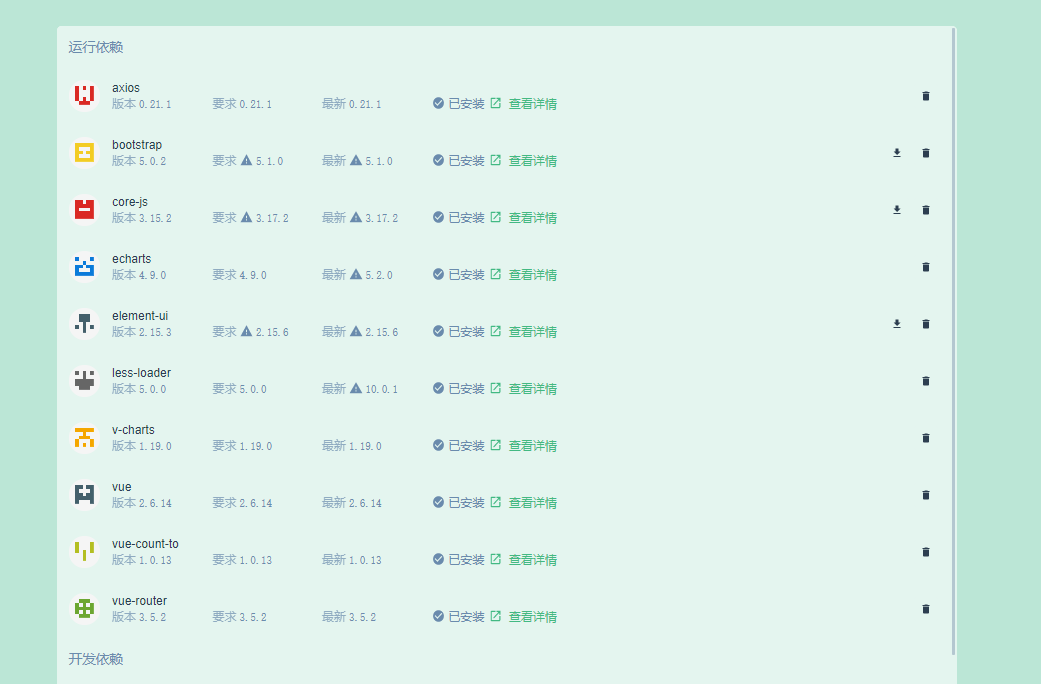 运行依赖
axios
版本 0.21.1 要求 0.21.1 最新 0.21.1 已安装 查看详情
bootstrap
版本 5.0.2 要求 5.1.0 最新 5.1.0 已安装 查看详情
core-js
版本 3.15.2 要求 3.17.2 最新 3.17.2 已安装 查看详情
echarts
版本 4.9.0 要求 4.9.0 最新 5.2.0 已安装 查看详情
element-ui
版本 2.15.3 要求 2.15.6 最新 2.15.6 已安装 查看详情
less-loader
版本 5.0.0 要求 5.0.0 最新 10.0.1 已安装 查看详情
v-charts
版本 1.19.0 要求 1.19.0 最新 1.19.0 已安装 查看详情
vue
版本 2.6.14 要求 2.6.14 最新 2.6.14 已安装 查看详情
vue-count-to
版本 1.0.13 要求 1.0.13 最新 1.0.13 已安装 查看详情
vue-router
版本 3.5.2 要求 3.5.2 最新 3.5.2 已安装 查看详情
开发依赖